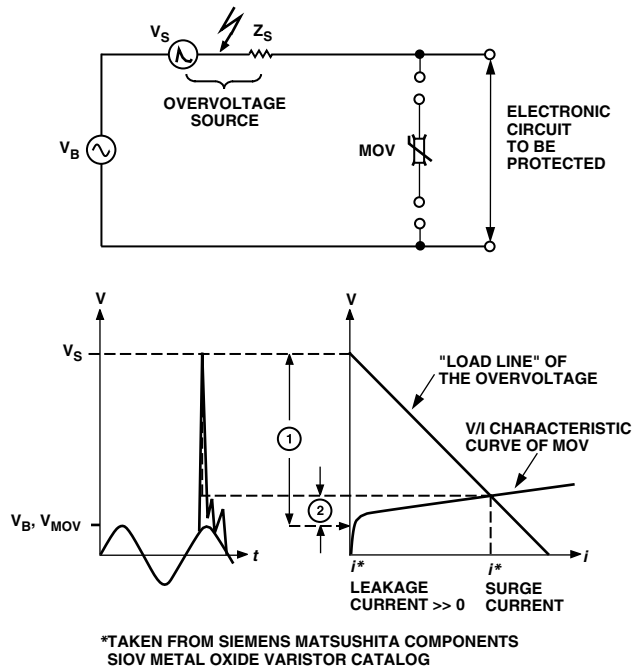 V_S
Z_S
OVERVOLTAGE
SOURCE
V_B
MOV
ELECTRONIC
CIRCUIT
TO BE
PROTECTED
V
V
V_S
"LOAD LINE" OF
THE OVERVOLTAGE
1
V/I CHARACTERISTIC
CURVE OF MOV
2
V_B, V_MOV
t
i
i*
i*
LEAKAGE
CURRENT >> 0
SURGE
CURRENT
*TAKEN FROM SIEMENS MATSUSHITA COMPONENTS
SIOV METAL OXIDE VARISTOR CATALOG